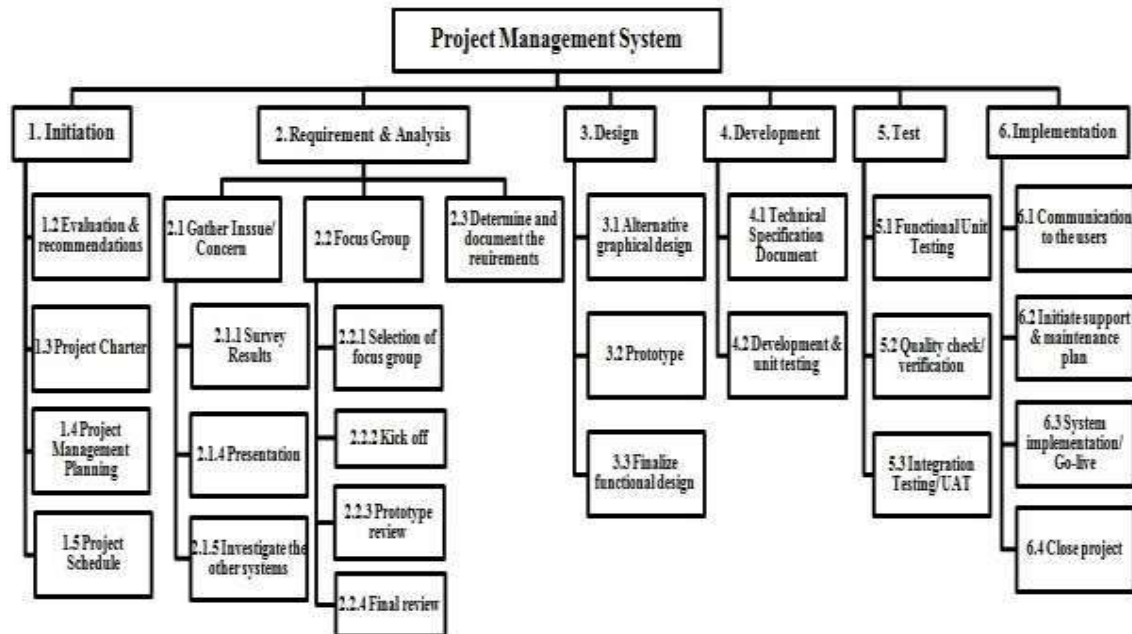 Project Management System
1. Initiation
2. Requirement & Analysis
3. Design
4. Development
5. Test
6. Implementation
1.2 Evaluation &
recommendations
1.3 Project Charter
1.4 Project
Management
Planning
1.5 Project
Schedule
2.1 Gather Inssue/
Concern
2.1.1 Survey
Results
2.1.4 Presentation
2.1.5 Investigate the
other systems
2.2 Focus Group
2.2.1 Selection of
focus group
2.2.2 Kick off
2.2.3 Prototype
review
2.2.4 Final review
2.3 Determine and
document the
reuirements
3.1 Alternative
graphical design
3.2 Prototype
3.3 Finalize
functional design
4.1 Technical
Specification
Document
4.2 Development &
unit testing
5.1 Functional Unit
Testing
5.2 Quality check/
verification
5.3 Integration
Testing/UAT
6.1 Communication
to the users
6.2 Initiate support
& maintenance
plan
6.3 System
implementation/
Go-live
6.4 Close project